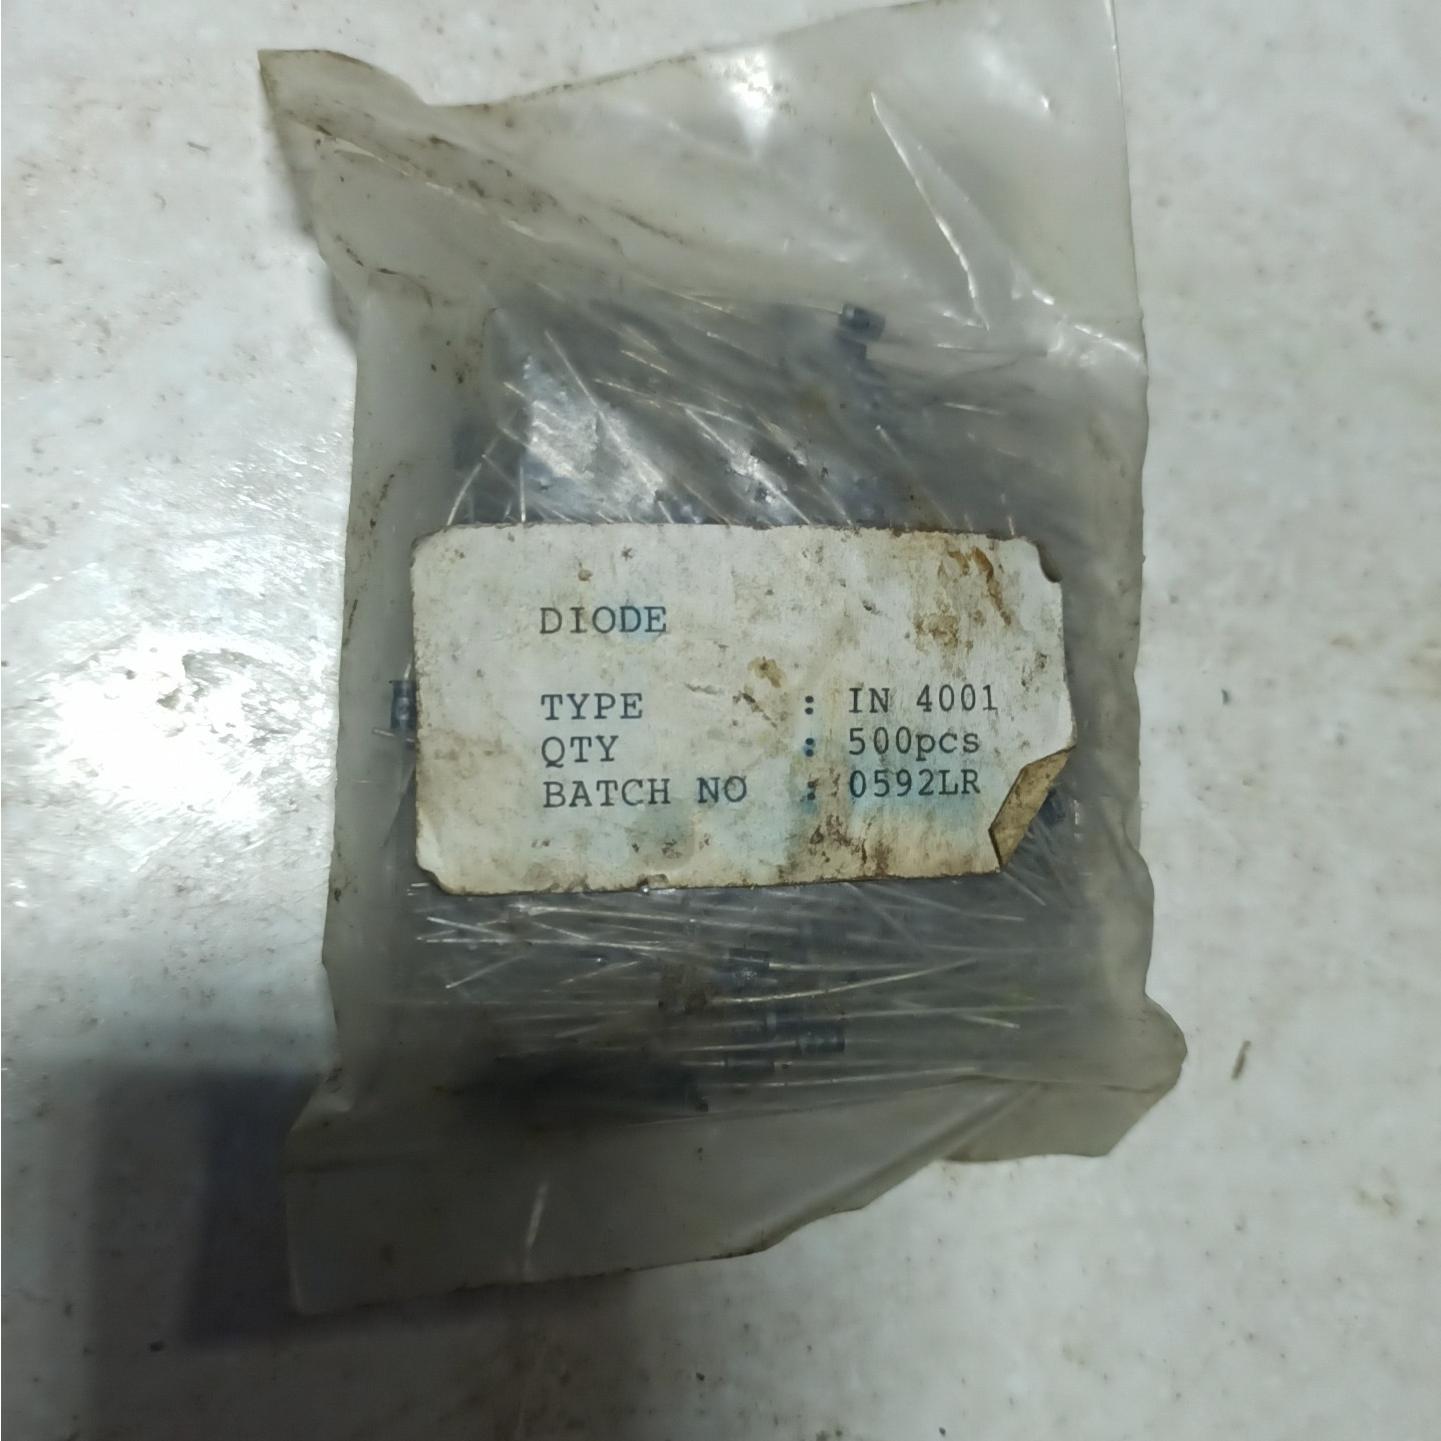 DIODE
TYPE : IN 4001
QTY : 500pcs
BATCH NO : 0592LR